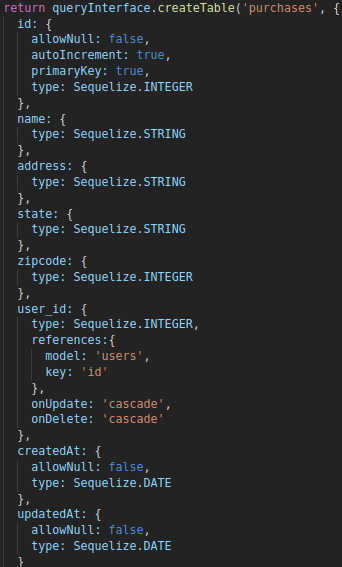 return queryInterface.createTable('purchases', {
id: {
allowNull: false,
autoIncrement: true,
primaryKey: true,
type: Sequelize.INTEGER
},
name: {
type: Sequelize.STRING
},
address: {
type: Sequelize.STRING
},
state: {
type: Sequelize.STRING
},
zipcode: {
type: Sequelize.INTEGER
},
user_id: {
type: Sequelize.INTEGER,
references:{
model: 'users',
key: 'id'
},
onUpdate: 'cascade',
onDelete: 'cascade'
},
createdAt: {
allowNull: false,
type: Sequelize.DATE
},
updatedAt: {
allowNull: false,
type: Sequelize.DATE
}